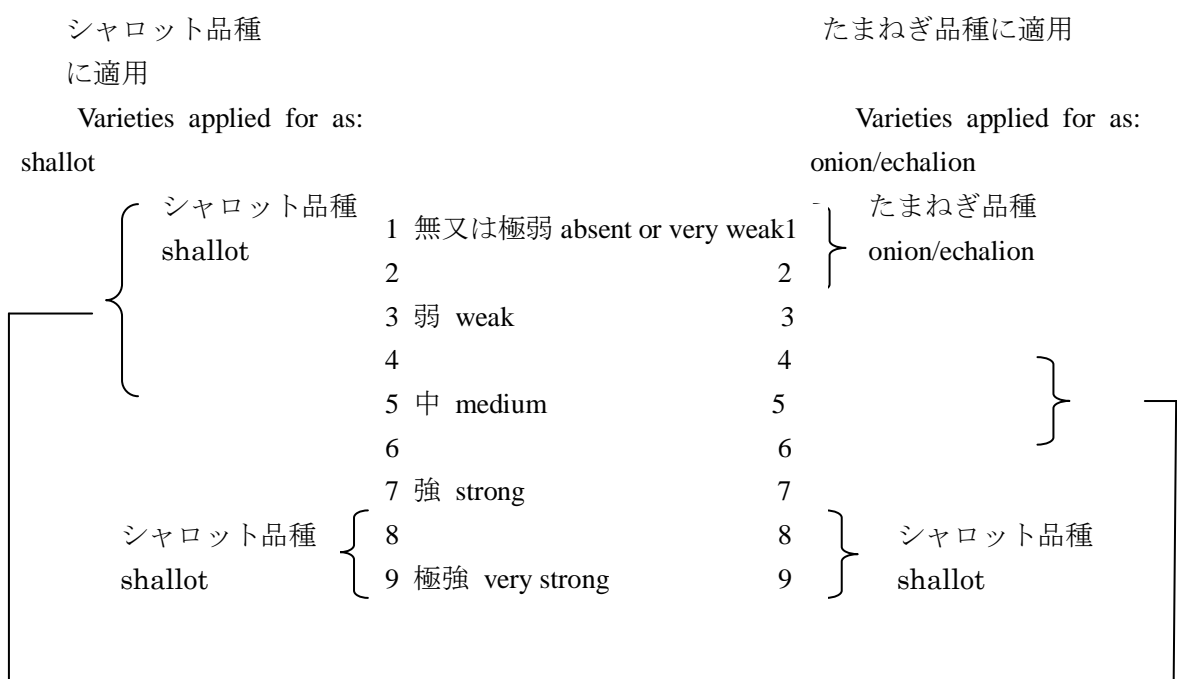 シャロット品種 たまねぎ品種に適用
に適用
Varieties applied for as: Varieties applied for as:
shallot onion/echalion
シャロット品種 たまねぎ品種
1 無又は極弱 absent or very weak1
shallot onion/echalion
2 2
3 弱 weak 3
4 4
5 中 medium 5
6 6
7 強 strong 7
シャロット品種 8 8 シャロット品種
shallot 9 極強 very strong 9 shallot